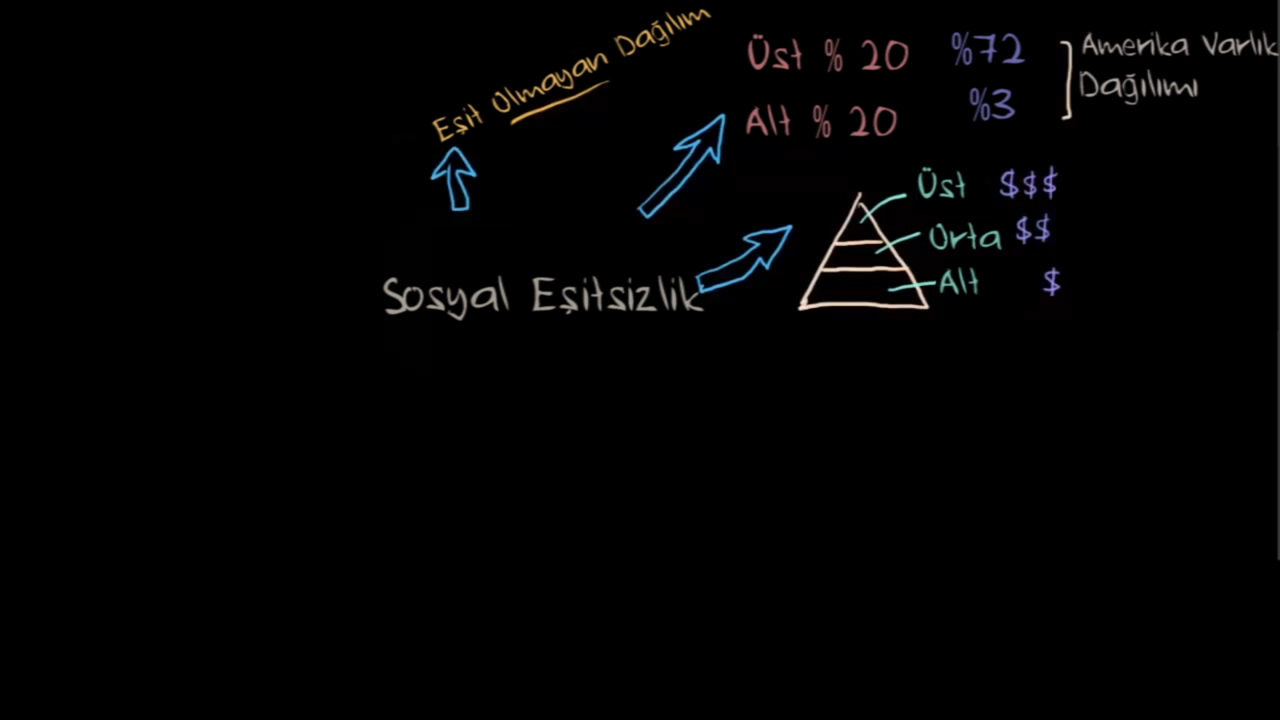 Eşit Olmayan Dağılım
Üst % 20 %72
Alt % 20 %3
Amerika Varlık
Dağılımı
Üst $$$
Orta $$
Alt $
Sosyal Eşitsizlik